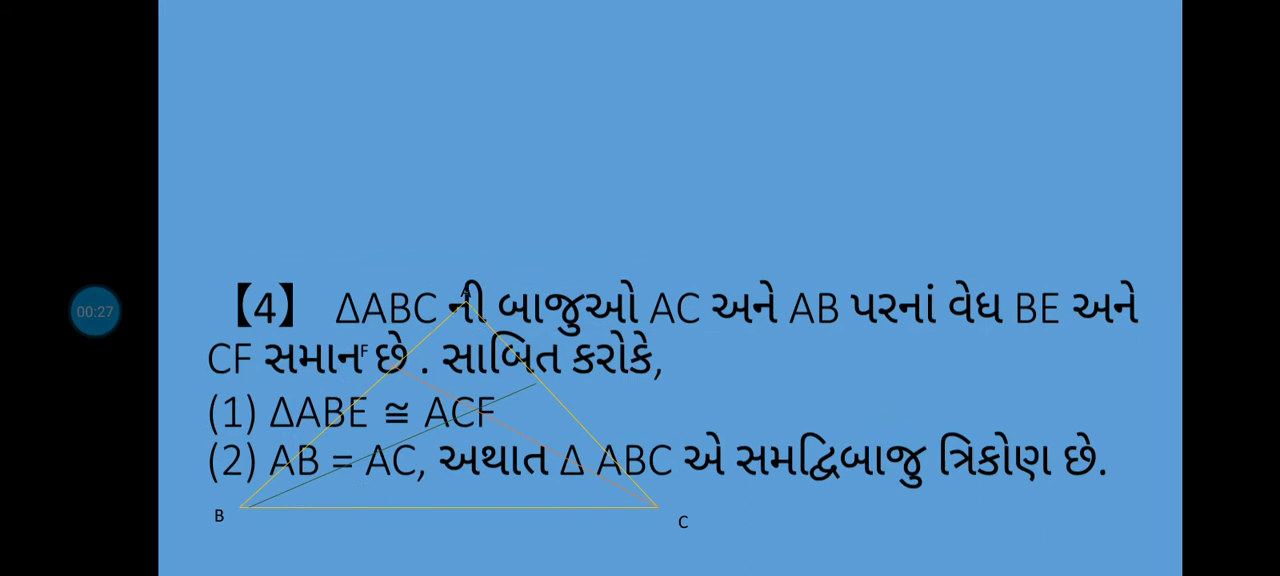 00:27
【4】 ΔABC ની બાજુઓ AC અને AB પરનાં વેધ BE અને
CF સમાન છે . સાબિત કરોકે,
(1) ΔABE ≅ ACF
(2) AB = AC, અથાત Δ ABC એ સમદ્વિબાજુ ત્રિકોણ છે.
A
F
B
C